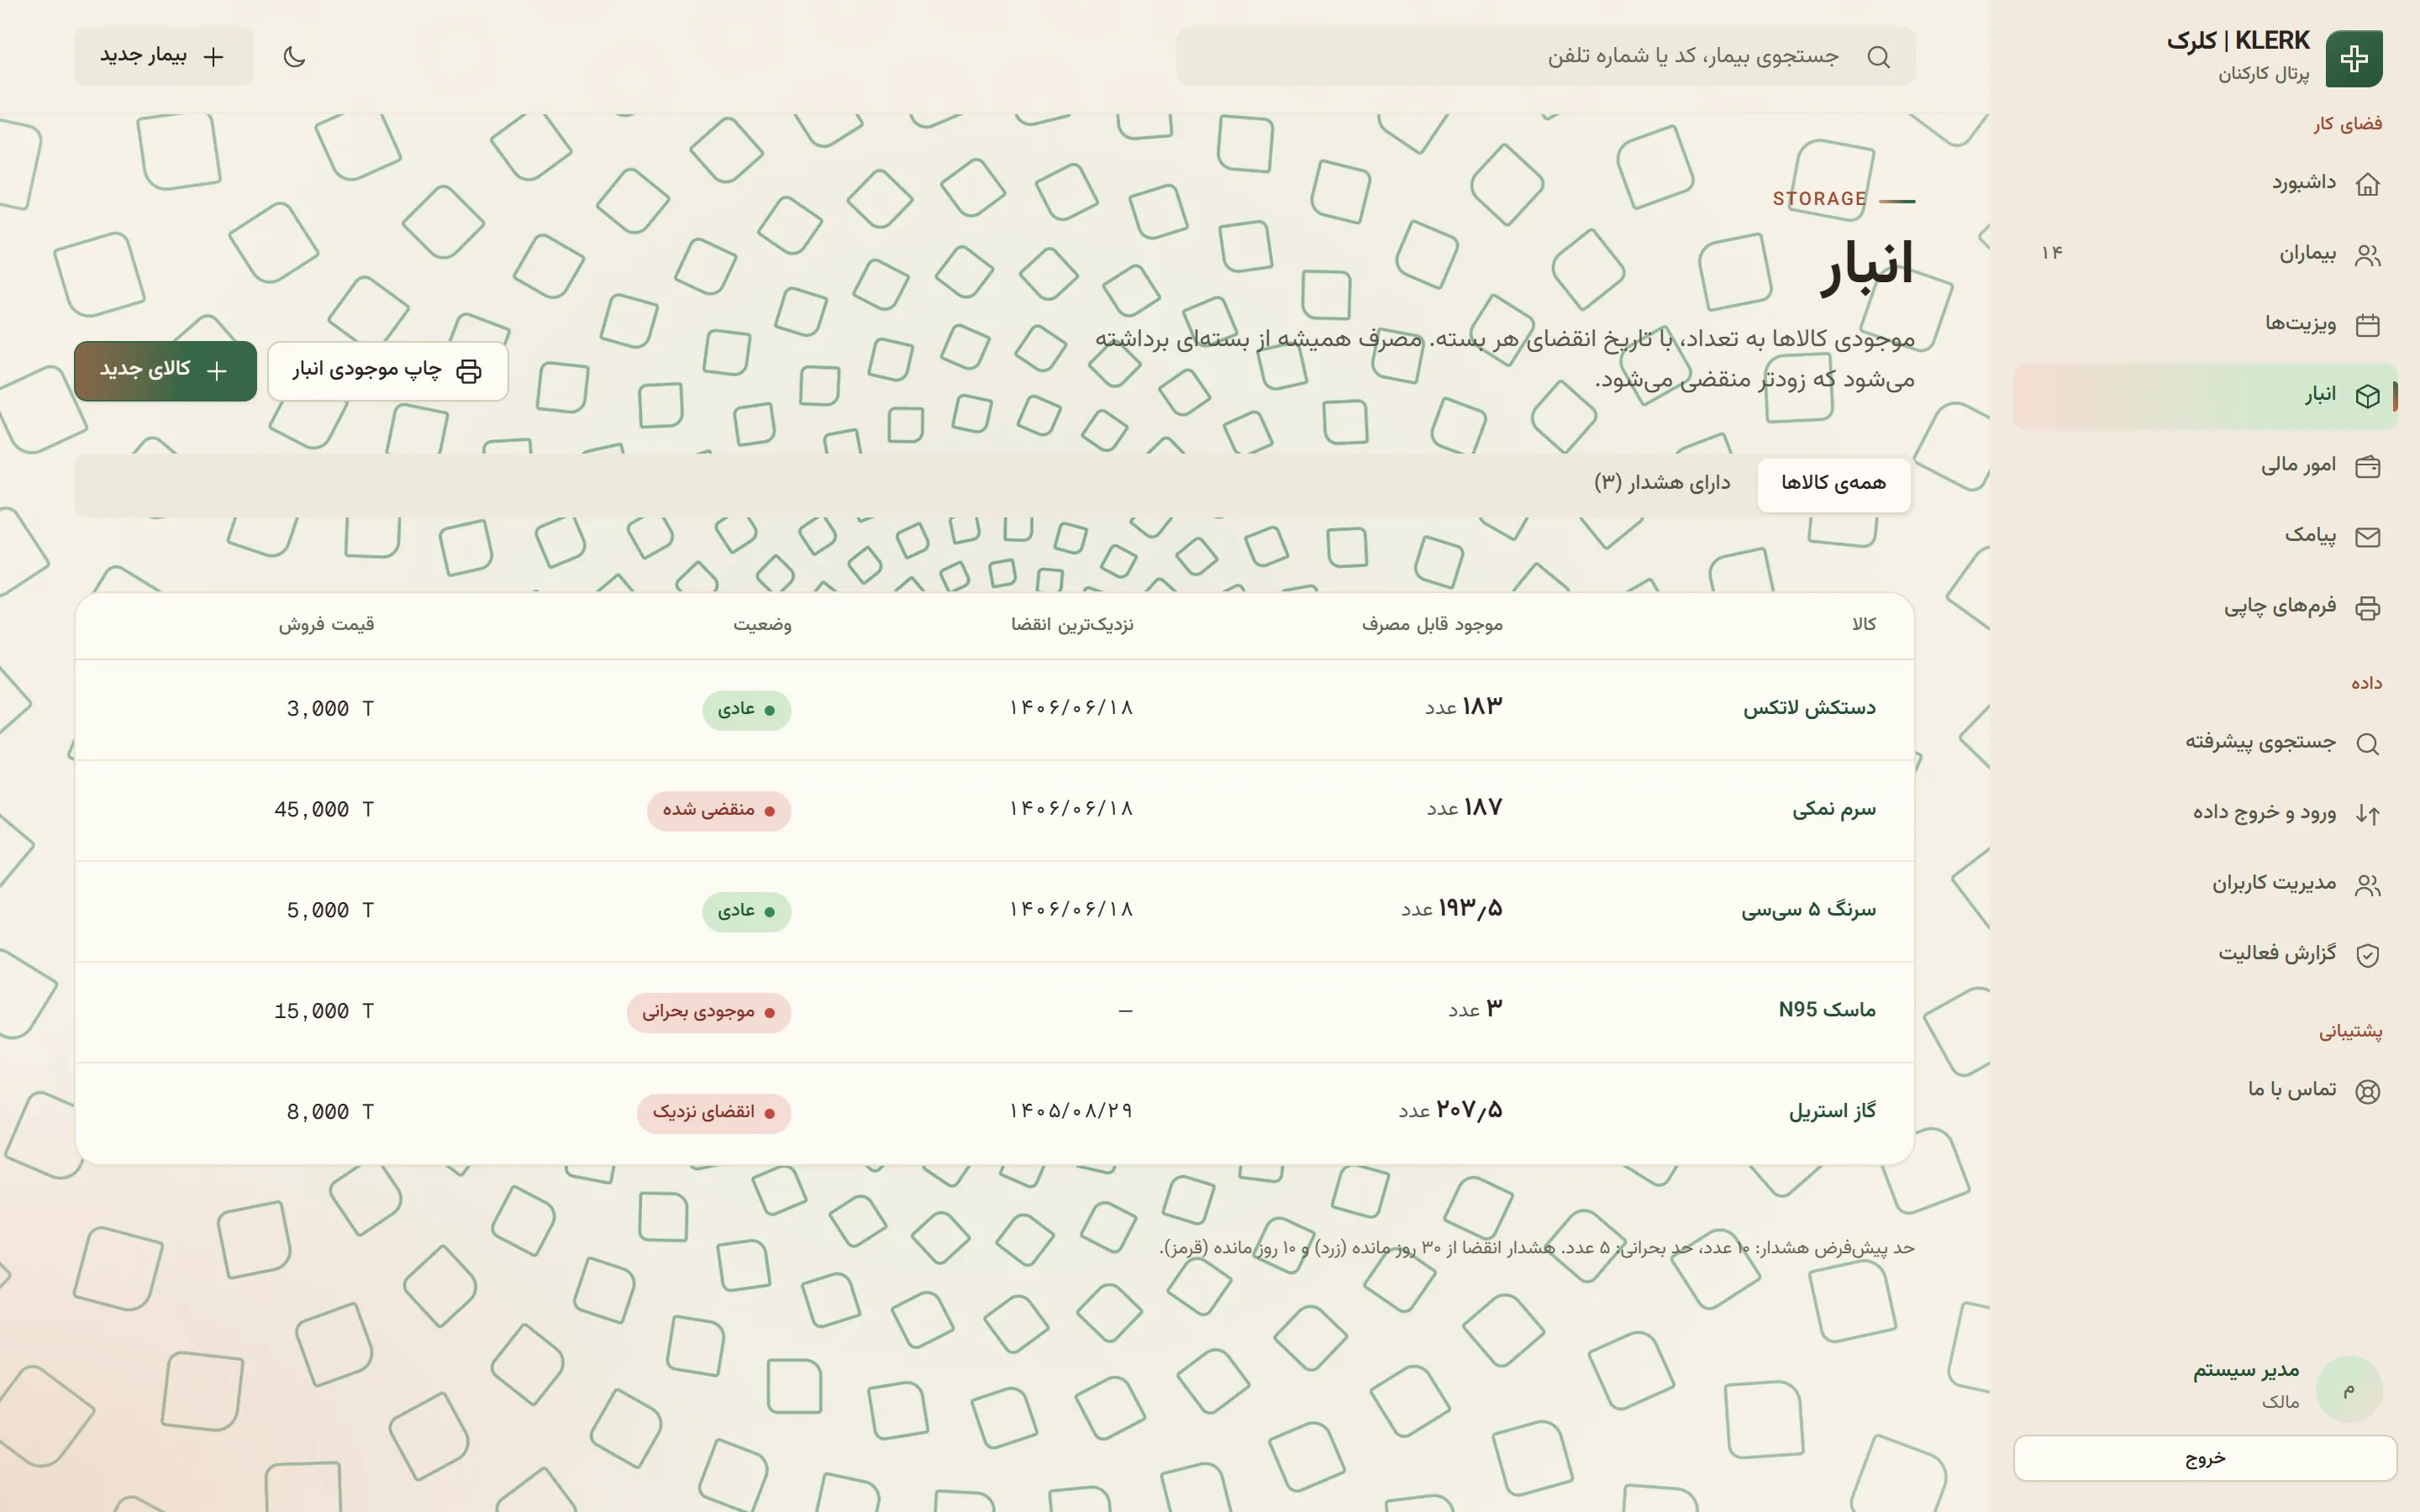 KLERK | کلرک
پرتال کارکنان
فضای کار
داشبورد
بیماران ۱۴
ویزیت‌ها
انبار
امور مالی
پیامک
فرم‌های چاپی
داده
جستجوی پیشرفته
ورود و خروج داده
مدیریت کاربران
گزارش فعالیت
پشتیبانی
تماس با ما
م
مدیر سیستم
مالک
خروج
جستجوی بیمار، کد یا شماره تلفن
بیمار جدید
STORAGE
انبار
موجودی کالاها به تعداد، با تاریخ انقضای هر بسته. مصرف همیشه از بسته‌ای برداشته
می‌شود که زودتر منقضی می‌شود.
چاپ موجودی انبار
کالای جدید
همه‌ی کالاها
دارای هشدار (۳)
کالا موجود قابل مصرف نزدیک‌ترین انقضا وضعیت قیمت فروش
دستکش لاتکس ۱۸۳ عدد ۱۴۰۶/۰۶/۱۸ عادی 3,000 T
سرم نمکی ۱۸۷ عدد ۱۴۰۶/۰۶/۱۸ منقضی شده 45,000 T
سرنگ ۵ سی‌سی ۱۹۳٫۵ عدد ۱۴۰۶/۰۶/۱۸ عادی 5,000 T
ماسک N95 ۳ عدد — موجودی بحرانی 15,000 T
گاز استریل ۲۰۷٫۵ عدد ۱۴۰۵/۰۸/۲۹ انقضای نزدیک 8,000 T
حد پیش‌فرض هشدار: ۱۰ عدد، حد بحرانی: ۵ عدد. هشدار انقضا از ۳۰ روز مانده (زرد) و ۱۰ روز مانده (قرمز).